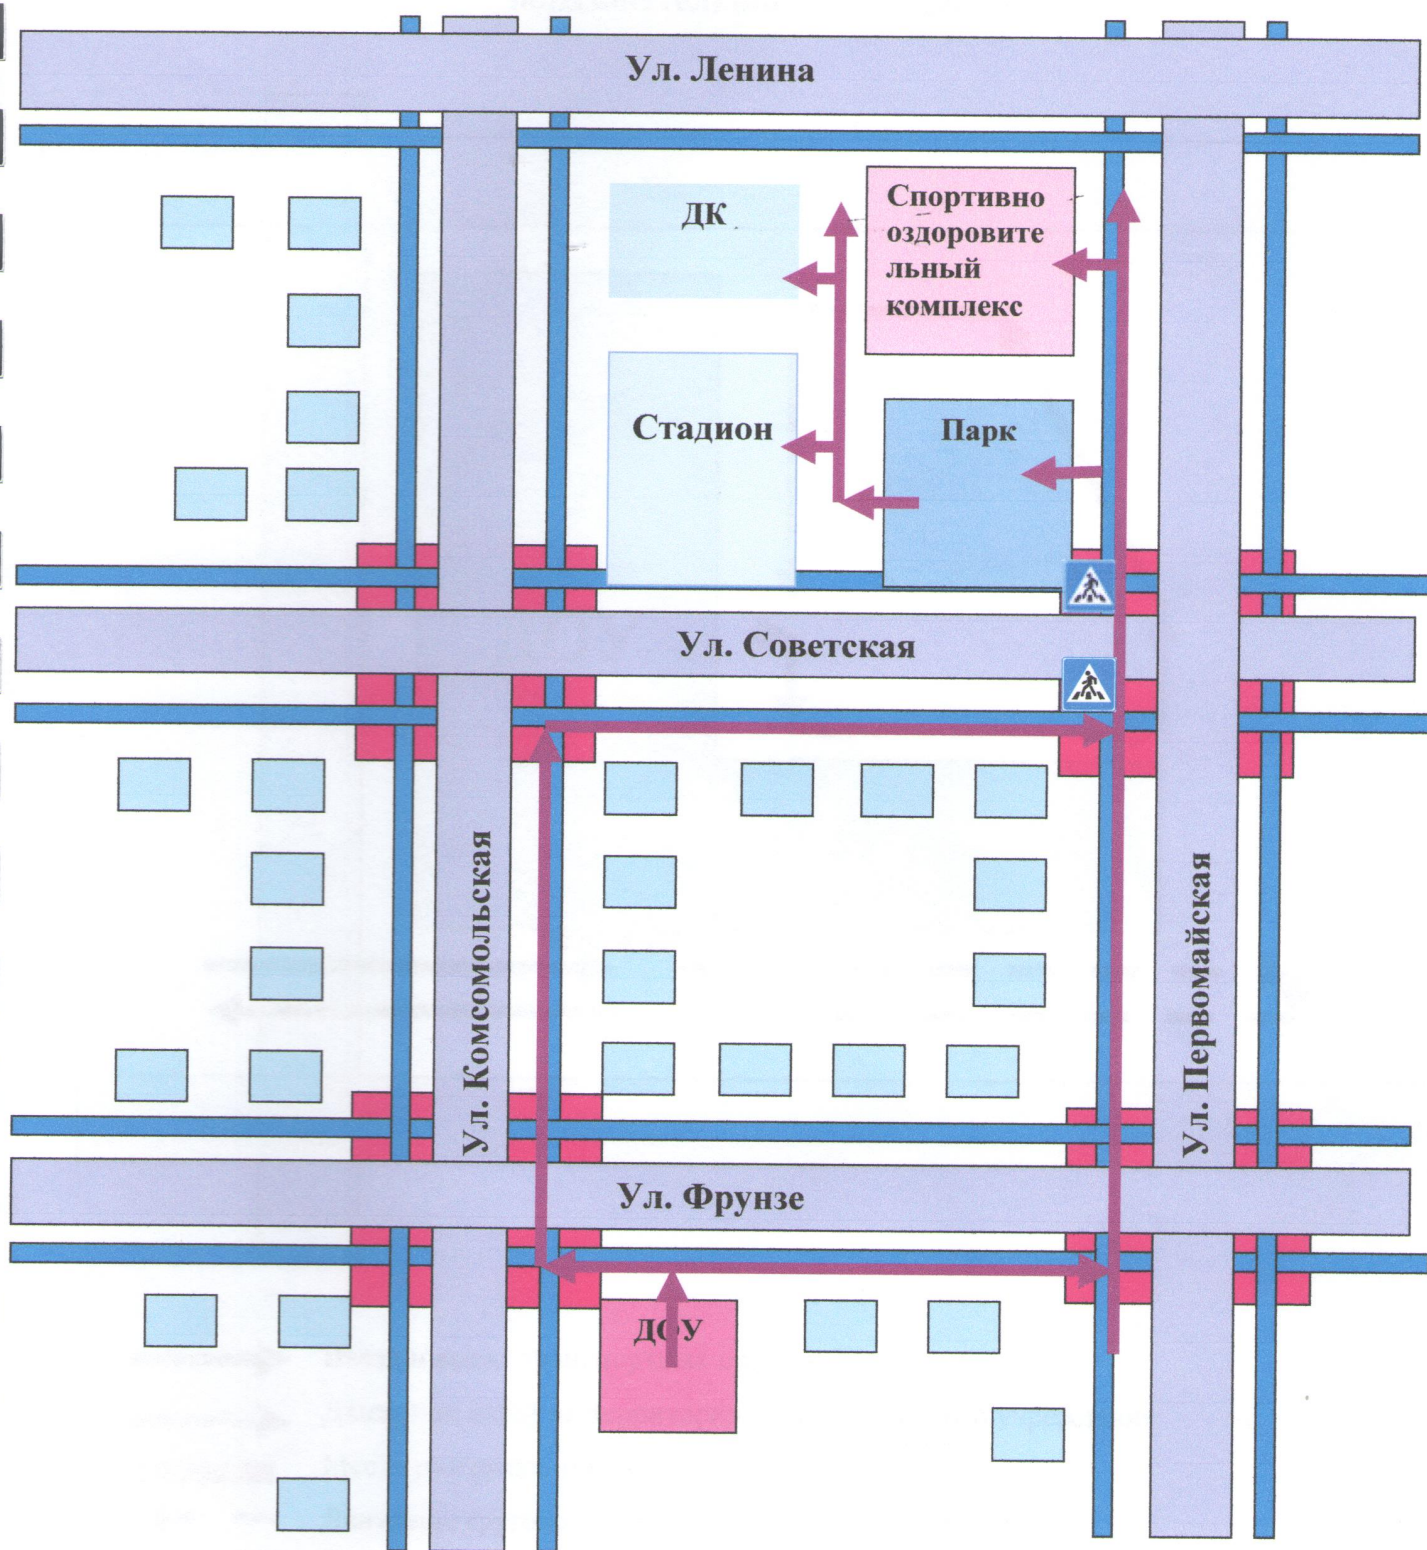 Ул. Ленина
ДК
Спортивно
оздоровите
льный
комплекс
Стадион
Парк
Ул. Советская
Ул. Комсомольская
Ул. Первомайская
Ул. Фрунзе
ДОУ